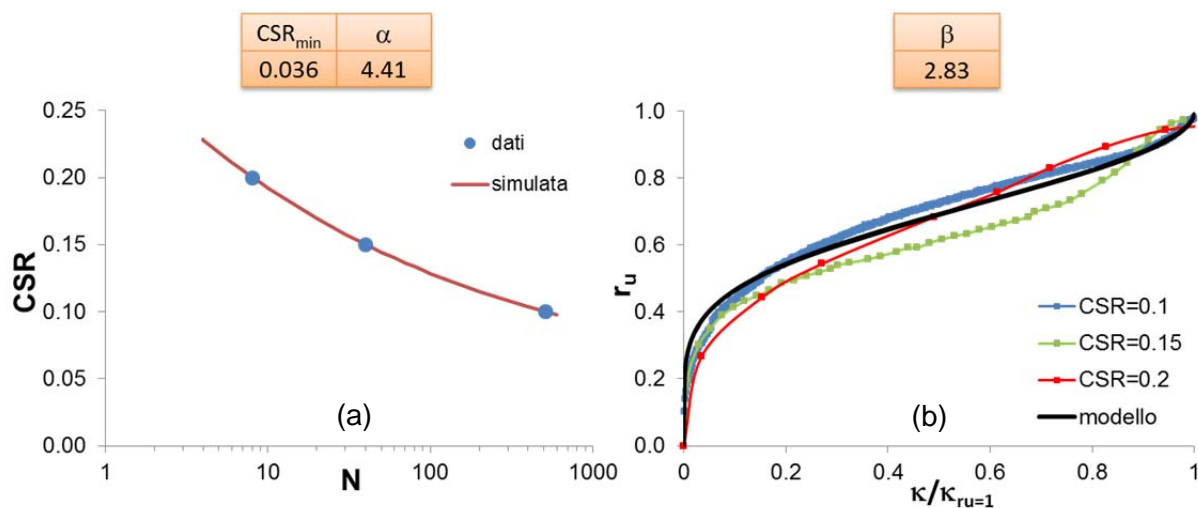 CSRmin α
0.036 4.41
β
2.83
CSR
0.25
0.20
0.15
0.10
0.05
0.00
dati
simulata
(a)
1 10 100 1000
N
ru
1.0
0.8
0.6
0.4
0.2
0.0
CSR=0.1
CSR=0.15
CSR=0.2
modello
(b)
0 0.2 0.4 0.6 0.8 1
κ/κru=1